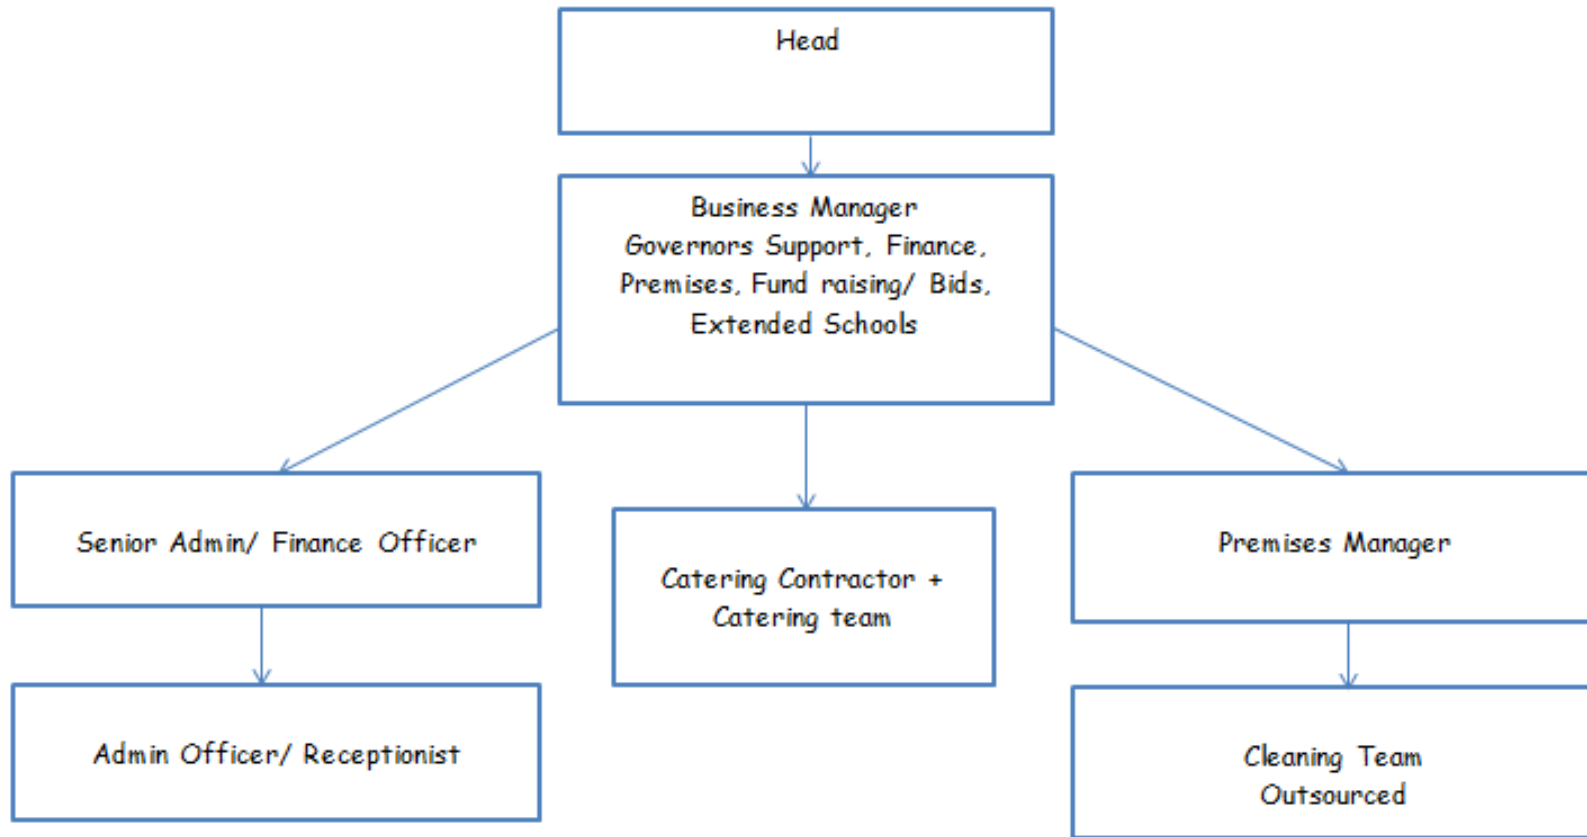 Head
Business Manager
Governors Support, Finance,
Premises, Fund raising/ Bids,
Extended Schools
Senior Admin/ Finance Officer
Catering Contractor +
Catering team
Premises Manager
Admin Officer/ Receptionist
Cleaning Team
Outsourced